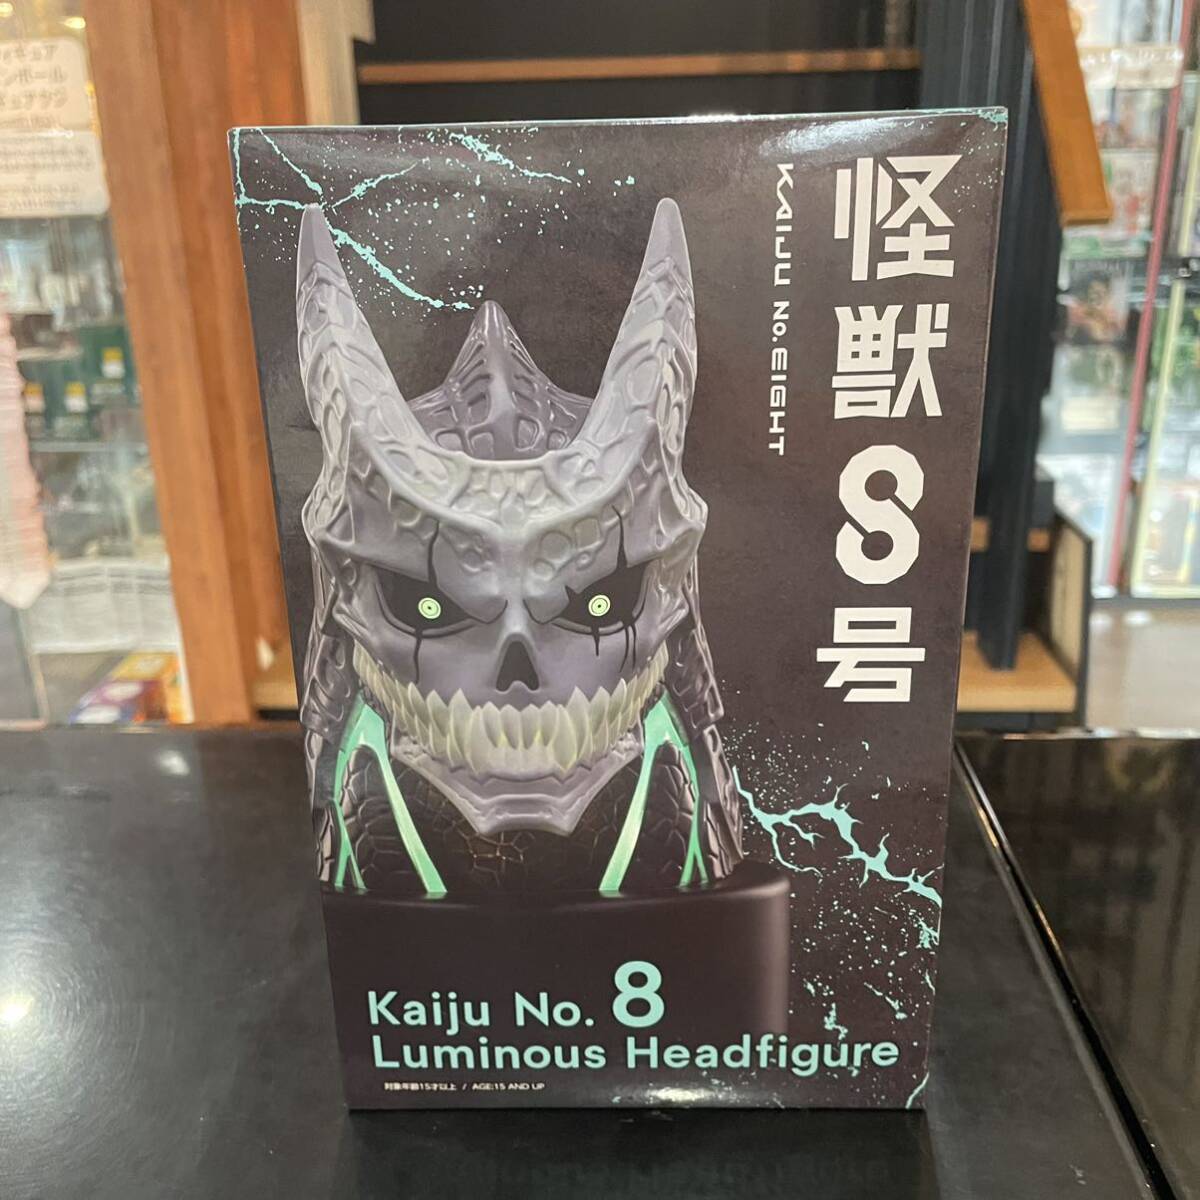 怪獣8号
KAIJU No.EIGHT
Kaiju No. 8
Luminous Headfigure
対象年齢15才以上 / AGE:15 AND UP